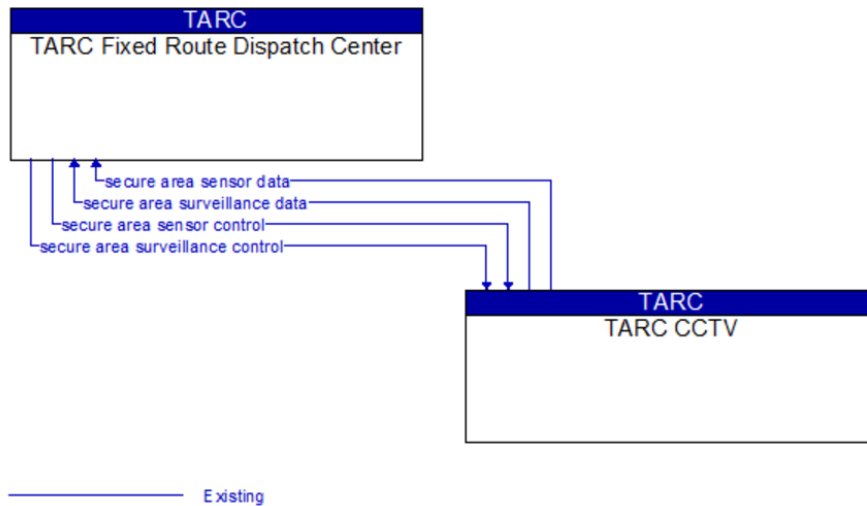 TARC
TARC Fixed Route Dispatch Center
secure area sensor data
secure area surveillance data
secure area sensor control
secure area surveillance control
TARC
TARC CCTV
Existing